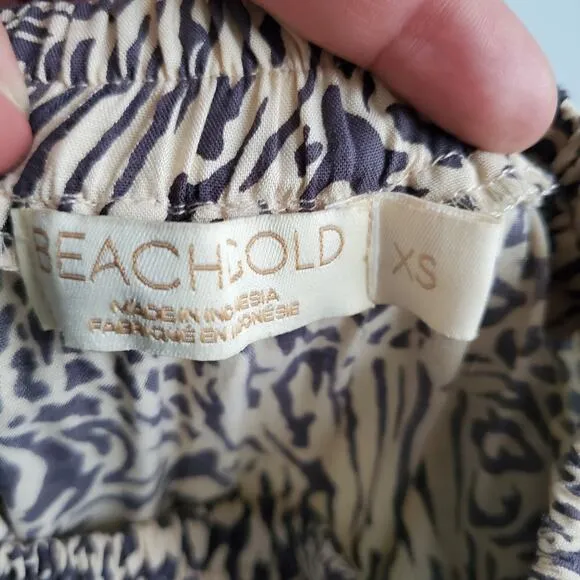 BEACHGOLD
XS
MADE IN INDONESIA
FABRIQUÉ EN INDONÉSIE